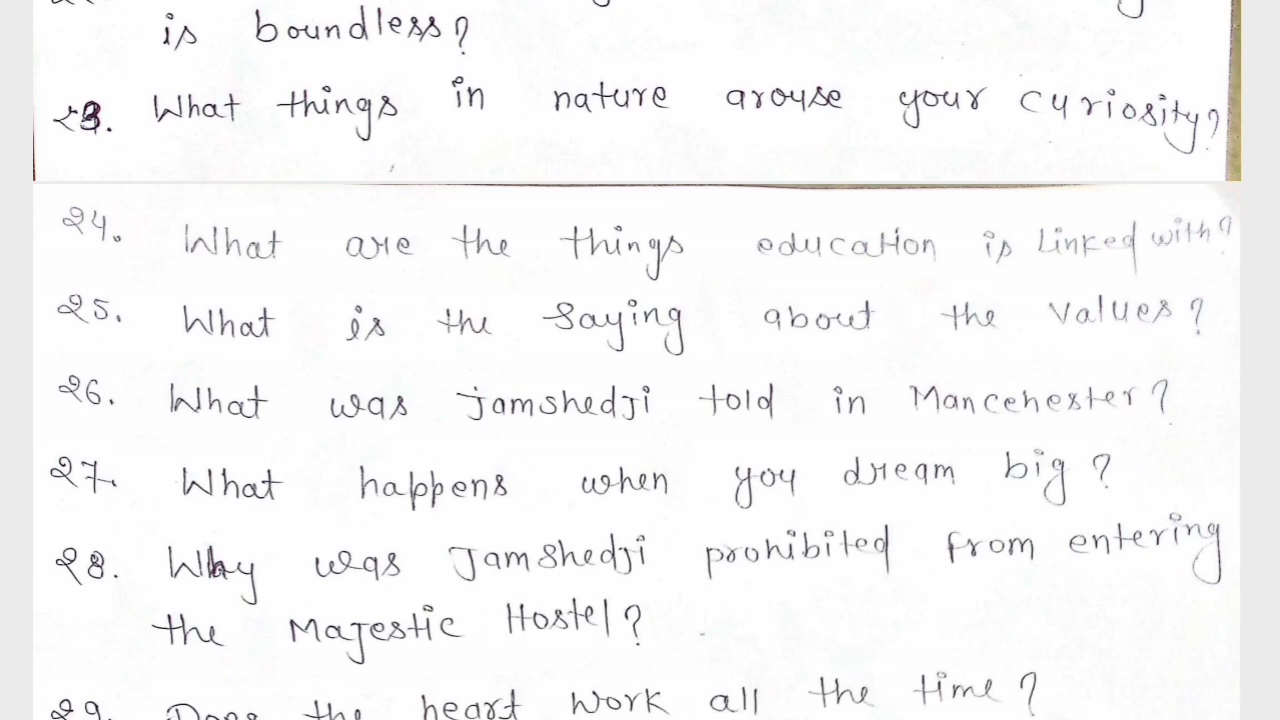 is boundless?
23. What things in nature arouse your curiosity?
24. What are the things education is Linked with?
25. What is the Saying about the values?
26. What was Jamshedji told in Mancehester?
27. What happens when you dream big?
28. Why was Jamshedji prohibited from entering
the Majestic Hostel?
29. Does the heart work all the time?